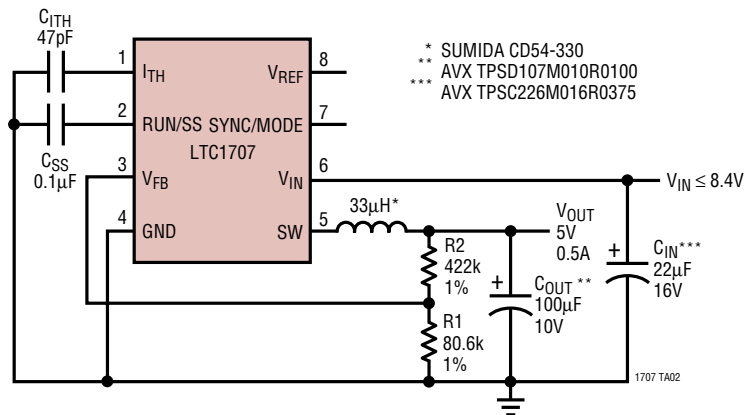 C_ITH
47pF
1
I_TH
V_REF
8
2
RUN/SS
SYNC/MODE
7
C_SS
0.1µF
LTC1707
3
V_FB
V_IN
6
4
GND
SW
5
* SUMIDA CD54-330
** AVX TPSD107M010R0100
*** AVX TPSC226M016R0375
V_IN ≤ 8.4V
33µH*
V_OUT
5V
0.5A
R2
422k
1%
C_OUT**
100µF
10V
+
C_IN***
22µF
16V
+
R1
80.6k
1%
1707 TA02